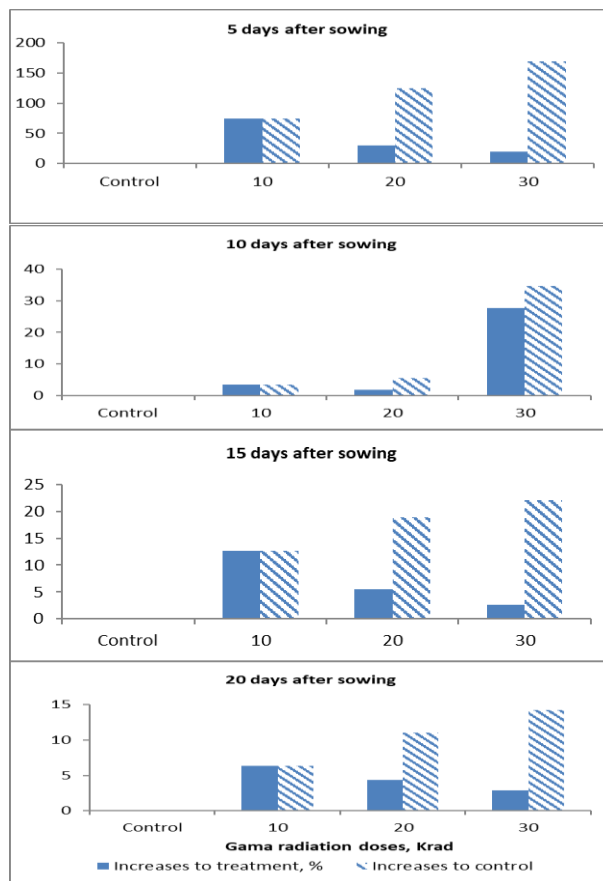 5 days after sowing
200
150
100
50
0
Control 10 20 30
10 days after sowing
40
30
20
10
0
Control 10 20 30
15 days after sowing
25
20
15
10
5
0
Control 10 20 30
20 days after sowing
15
10
5
0
Control 10 20 30
Gama radiation doses, Krad
Increases to treatment, % Increases to control